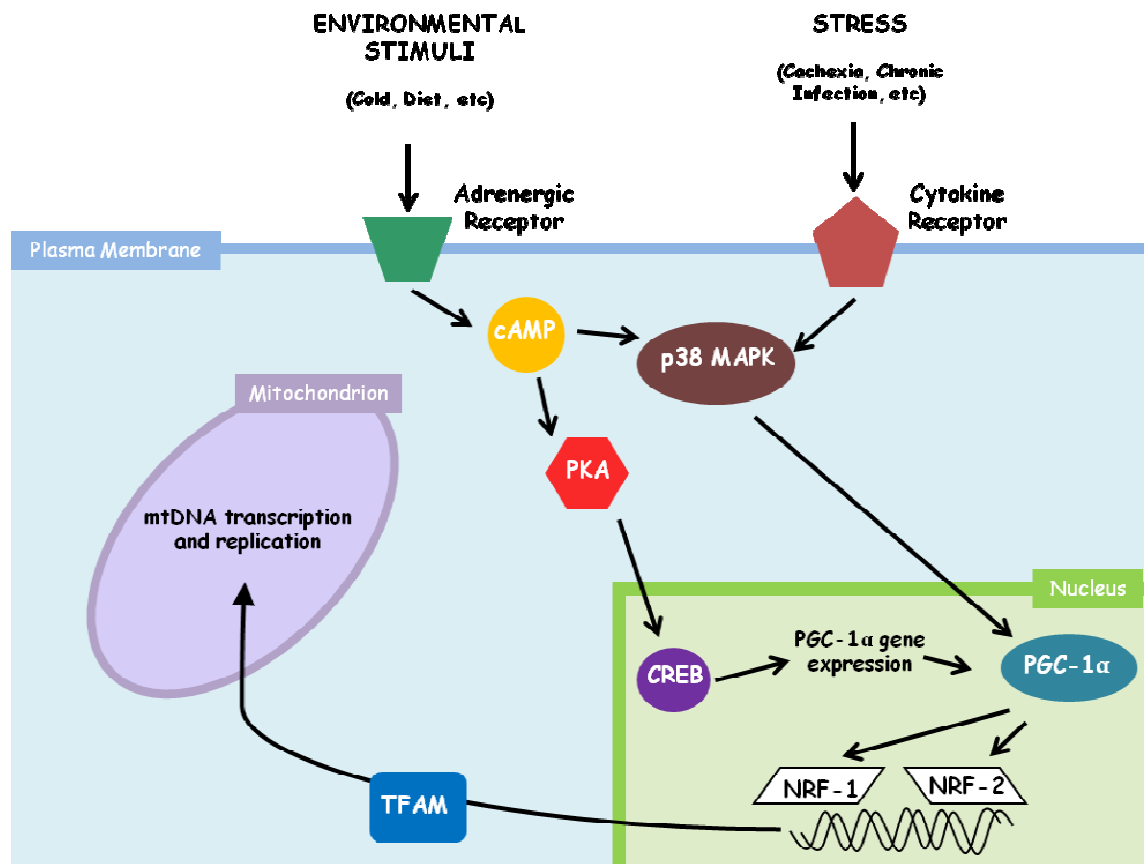 ENVIRONMENTAL
STIMULI
(Cold, Diet, etc)
STRESS
(Cachexia, Chronic
Infection, etc)
Adrenergic
Receptor
Cytokine
Receptor
Plasma Membrane
cAMP
p38 MAPK
Mitochondrion
PKA
mtDNA transcription
and replication
Nucleus
PGC-1α gene
expression
CREB
PGC-1α
NRF-1
NRF-2
TFAM